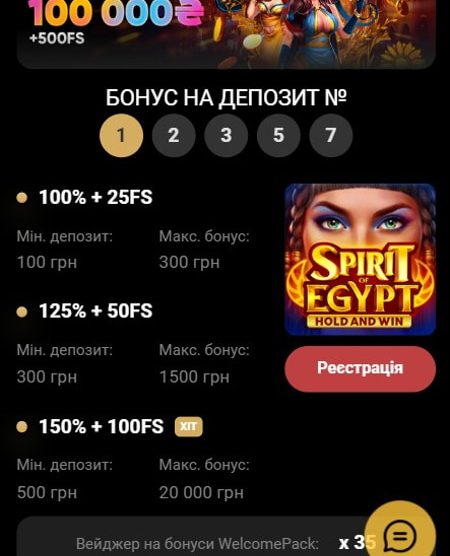 100 000₴
+500FS
БОНУС НА ДЕПОЗИТ №
1 2 3 5 7
100% + 25FS
Мін. депозит: Макс. бонус:
100 грн 300 грн
SPIRIT
OF
EGYPT
HOLD AND WIN
125% + 50FS
Мін. депозит: Макс. бонус:
300 грн 1500 грн
Реєстрація
150% + 100FS ХІТ
Мін. депозит: Макс. бонус:
500 грн 20 000 грн
Вейджер на бонуси WelcomePack: x 35